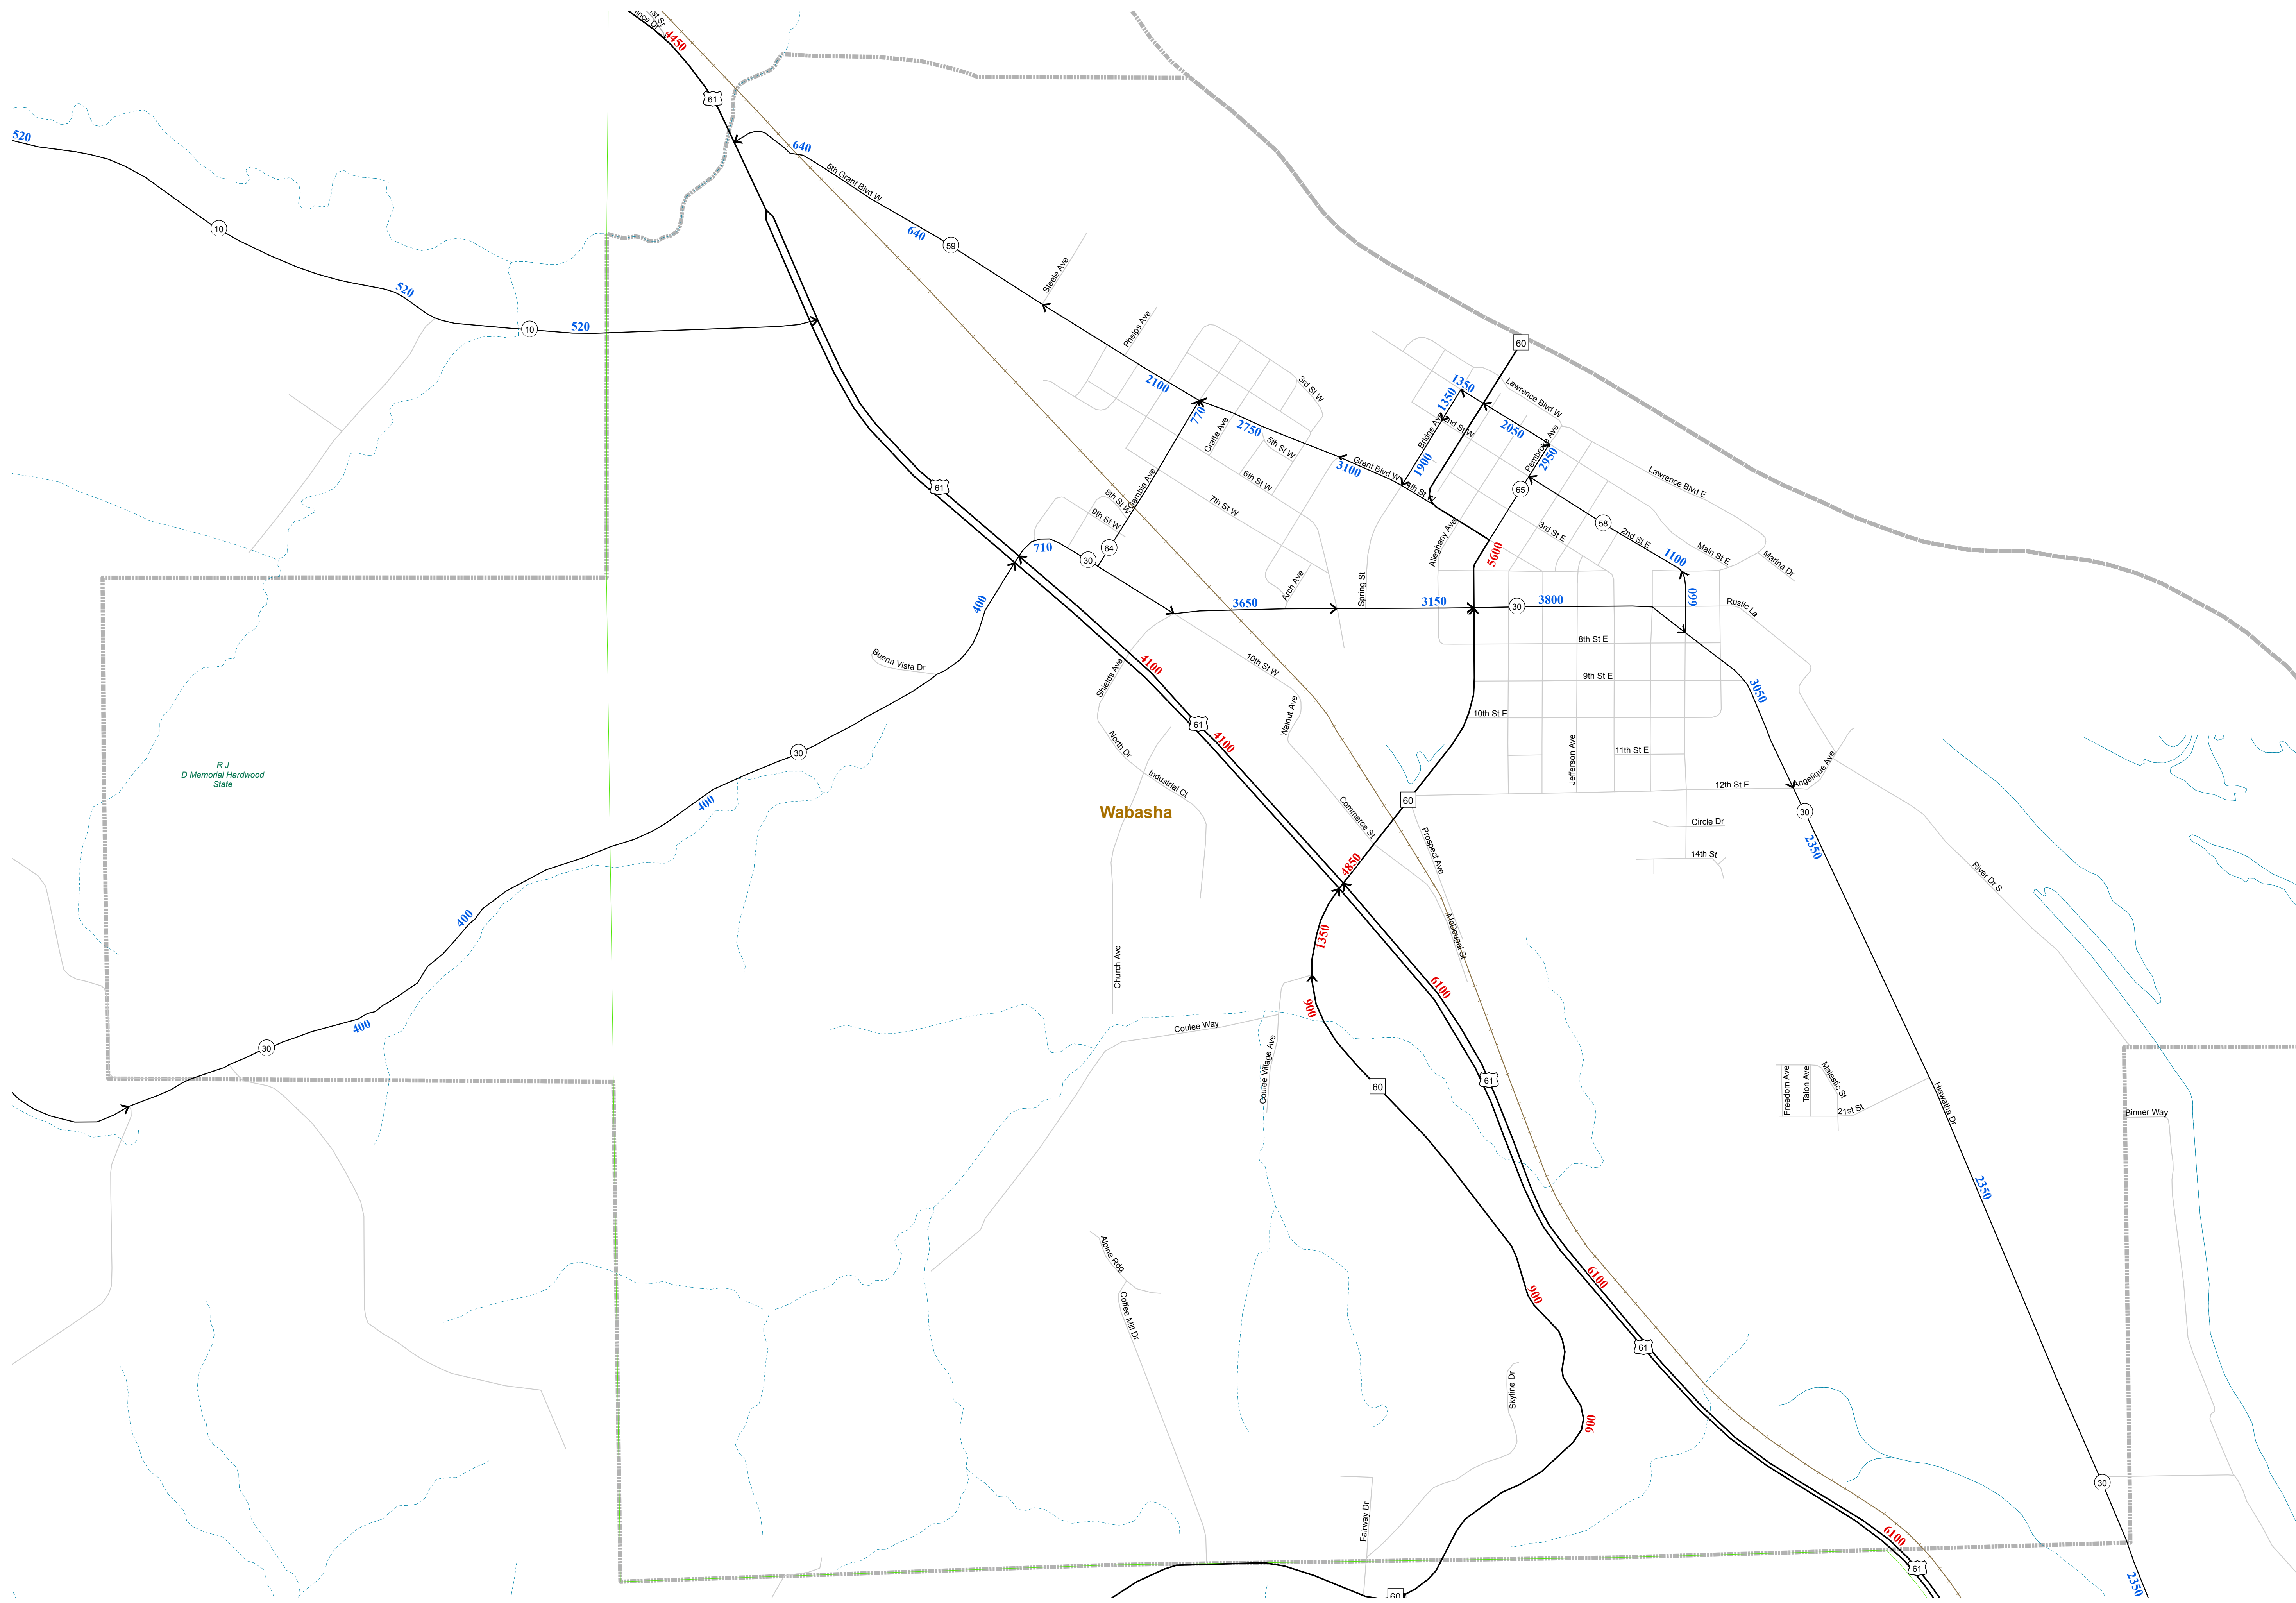 4450
61
520
640
5th Grant Blvd W
10
640
59
Steele Ave
520
10
520
Phelps Ave
60
2100
3rd St W
1350
1350
Lawrence Blvd W
770
2750
Cratte Ave
5th St W
Bridge Ave
2nd St W
2050
Pembroke Ave
2950
Grant Blvd W
3100
1900
4th St W
6th St W
Lawrence Blvd E
61
65
Gambia Ave
8th St W
7th St W
9th St W
58
2nd St E
3rd St E
Alleghany Ave
Main St E
1100
Marina Dr
5600
710
30
64
Arch Ave
Spring St
400
3650
3150
30
3800
660
Rustic La
8th St E
Buena Vista Dr
4100
10th St W
Shields Ave
9th St E
3050
Walnut Ave
10th St E
61
4100
North Dr
Jefferson Ave
11th St E
30
R J
D Memorial Hardwood
State
Industrial Ct
Angelique Ave
12th St E
400
Wabasha
60
Commerce St
30
Circle Dr
Prospect Ave
2350
14th St
4850
River Dr S
400
McDougal St
1350
Church Ave
6100
900
400
30
Coulee Way
Coulee Village Ave
61
60
Freedom Ave
Talon Ave
Majestic St
21st St
Hiawatha Dr
Binner Way
2350
Alpine Rdg
6100
900
Coffee Mill Dr
61
Skyline Dr
900
30
Fairway Dr
6100
61
2350
60